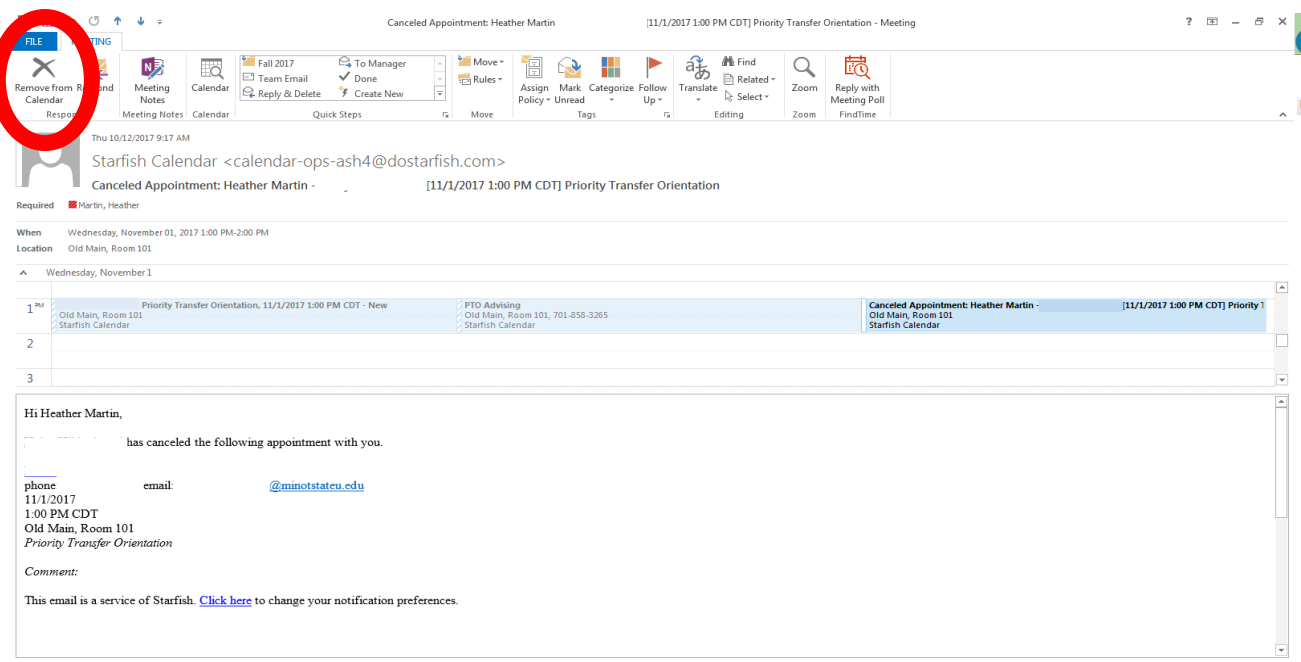 Canceled Appointment: Heather Martin [11/1/2017 1:00 PM CDT] Priority Transfer Orientation - Meeting
FILE
Fall 2017 To Manager
Team Email Done
Reply & Delete Create New
Move
Rules
Find
Related
Select
Remove from Calendar
Meeting Notes
Calendar
Assign Policy
Mark Unread
Categorize
Follow Up
Translate
Zoom
Reply with Meeting Poll
Meeting Notes Calendar Quick Steps Move Tags Editing Zoom FindTime
Thu 10/12/2017 9:17 AM
Starfish Calendar <calendar-ops-ash4@dostarfish.com>
Canceled Appointment: Heather Martin - [11/1/2017 1:00 PM CDT] Priority Transfer Orientation
Required Martin, Heather
When Wednesday, November 01, 2017 1:00 PM-2:00 PM
Location Old Main, Room 101
Wednesday, November 1
1 PM
Priority Transfer Orientation, 11/1/2017 1:00 PM CDT - New
Old Main, Room 101
Starfish Calendar
PTO Advising
Old Main, Room 101, 701-858-3265
Starfish Calendar
Canceled Appointment: Heather Martin - [11/1/2017 1:00 PM CDT] Priority
Old Main, Room 101
Starfish Calendar
2
3
Hi Heather Martin,
has canceled the following appointment with you.
phone email: @minotstateu.edu
11/1/2017
1:00 PM CDT
Old Main, Room 101
Priority Transfer Orientation
Comment:
This email is a service of Starfish. Click here to change your notification preferences.